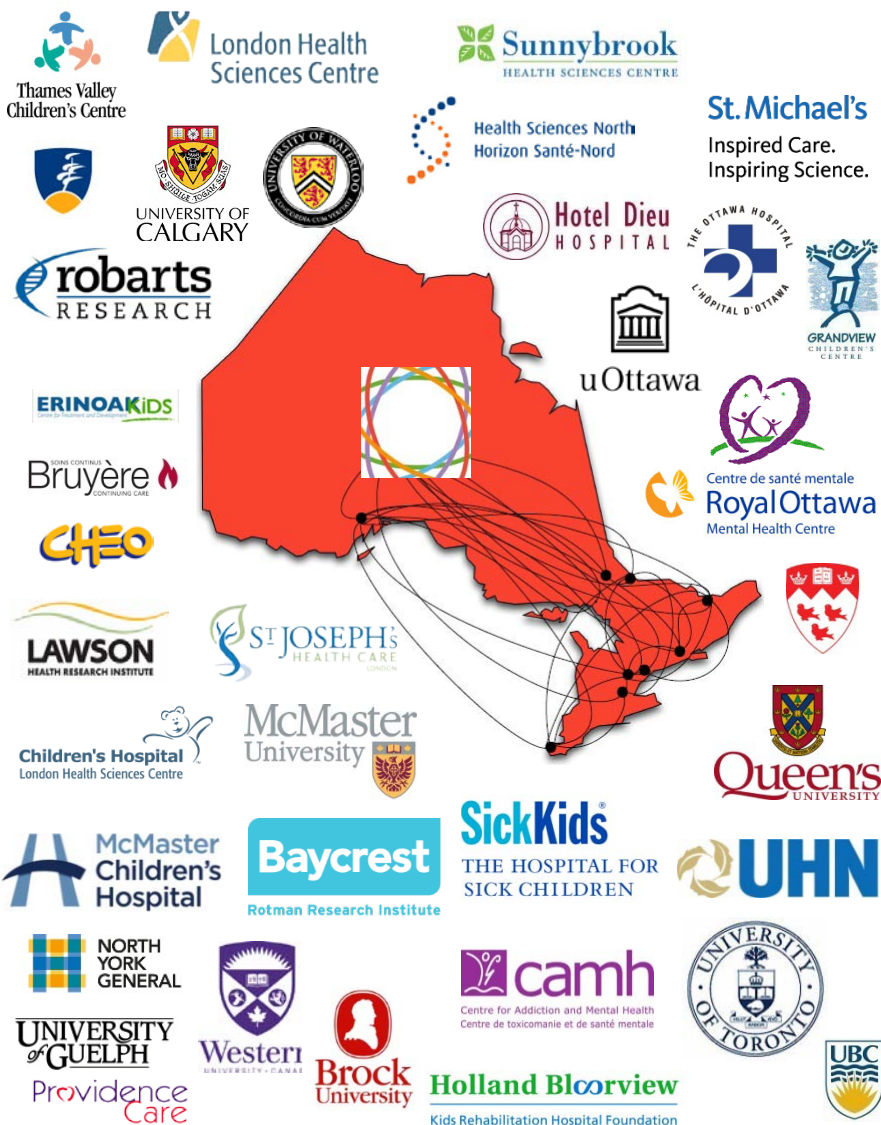 Thames Valley
Children's Centre
London Health
Sciences Centre
Sunnybrook
HEALTH SCIENCES CENTRE
Health Sciences North
Horizon Santé-Nord
St. Michael's
Inspired Care.
Inspiring Science.
UNIVERSITY OF
CALGARY
UNIVERSITY OF WATERLOO
CONCORDIA CUM VERITATE
Hotel Dieu
HOSPITAL
THE OTTAWA HOSPITAL
L'HÔPITAL D'OTTAWA
GRANDVIEW
CHILDREN'S
CENTRE
robarts
RESEARCH
uOttawa
ERINOAKKiDS
Centre for Treatment and Development
SOINS CONTINUS
Bruyère
CONTINUING CARE
Centre de santé mentale
Royal Ottawa
Mental Health Centre
CHEO
LAWSON
HEALTH RESEARCH INSTITUTE
ST JOSEPH'S
HEALTH CARE
LONDON
Children's Hospital
London Health Sciences Centre
McMaster
University
Queen's
UNIVERSITY
McMaster
Children's
Hospital
Baycrest
Rotman Research Institute
SickKids®
THE HOSPITAL FOR
SICK CHILDREN
UHN
NORTH
YORK
GENERAL
UNIVERSITY
of GUELPH
Providence
Care
Western
UNIVERSITY · CANAD
Brock
University
camh
Centre for Addiction and Mental Health
Centre de toxicomanie et de santé mentale
UNIVERSITY
OF TORONTO
Holland Bloorview
Kids Rehabilitation Hospital Foundation
UBC